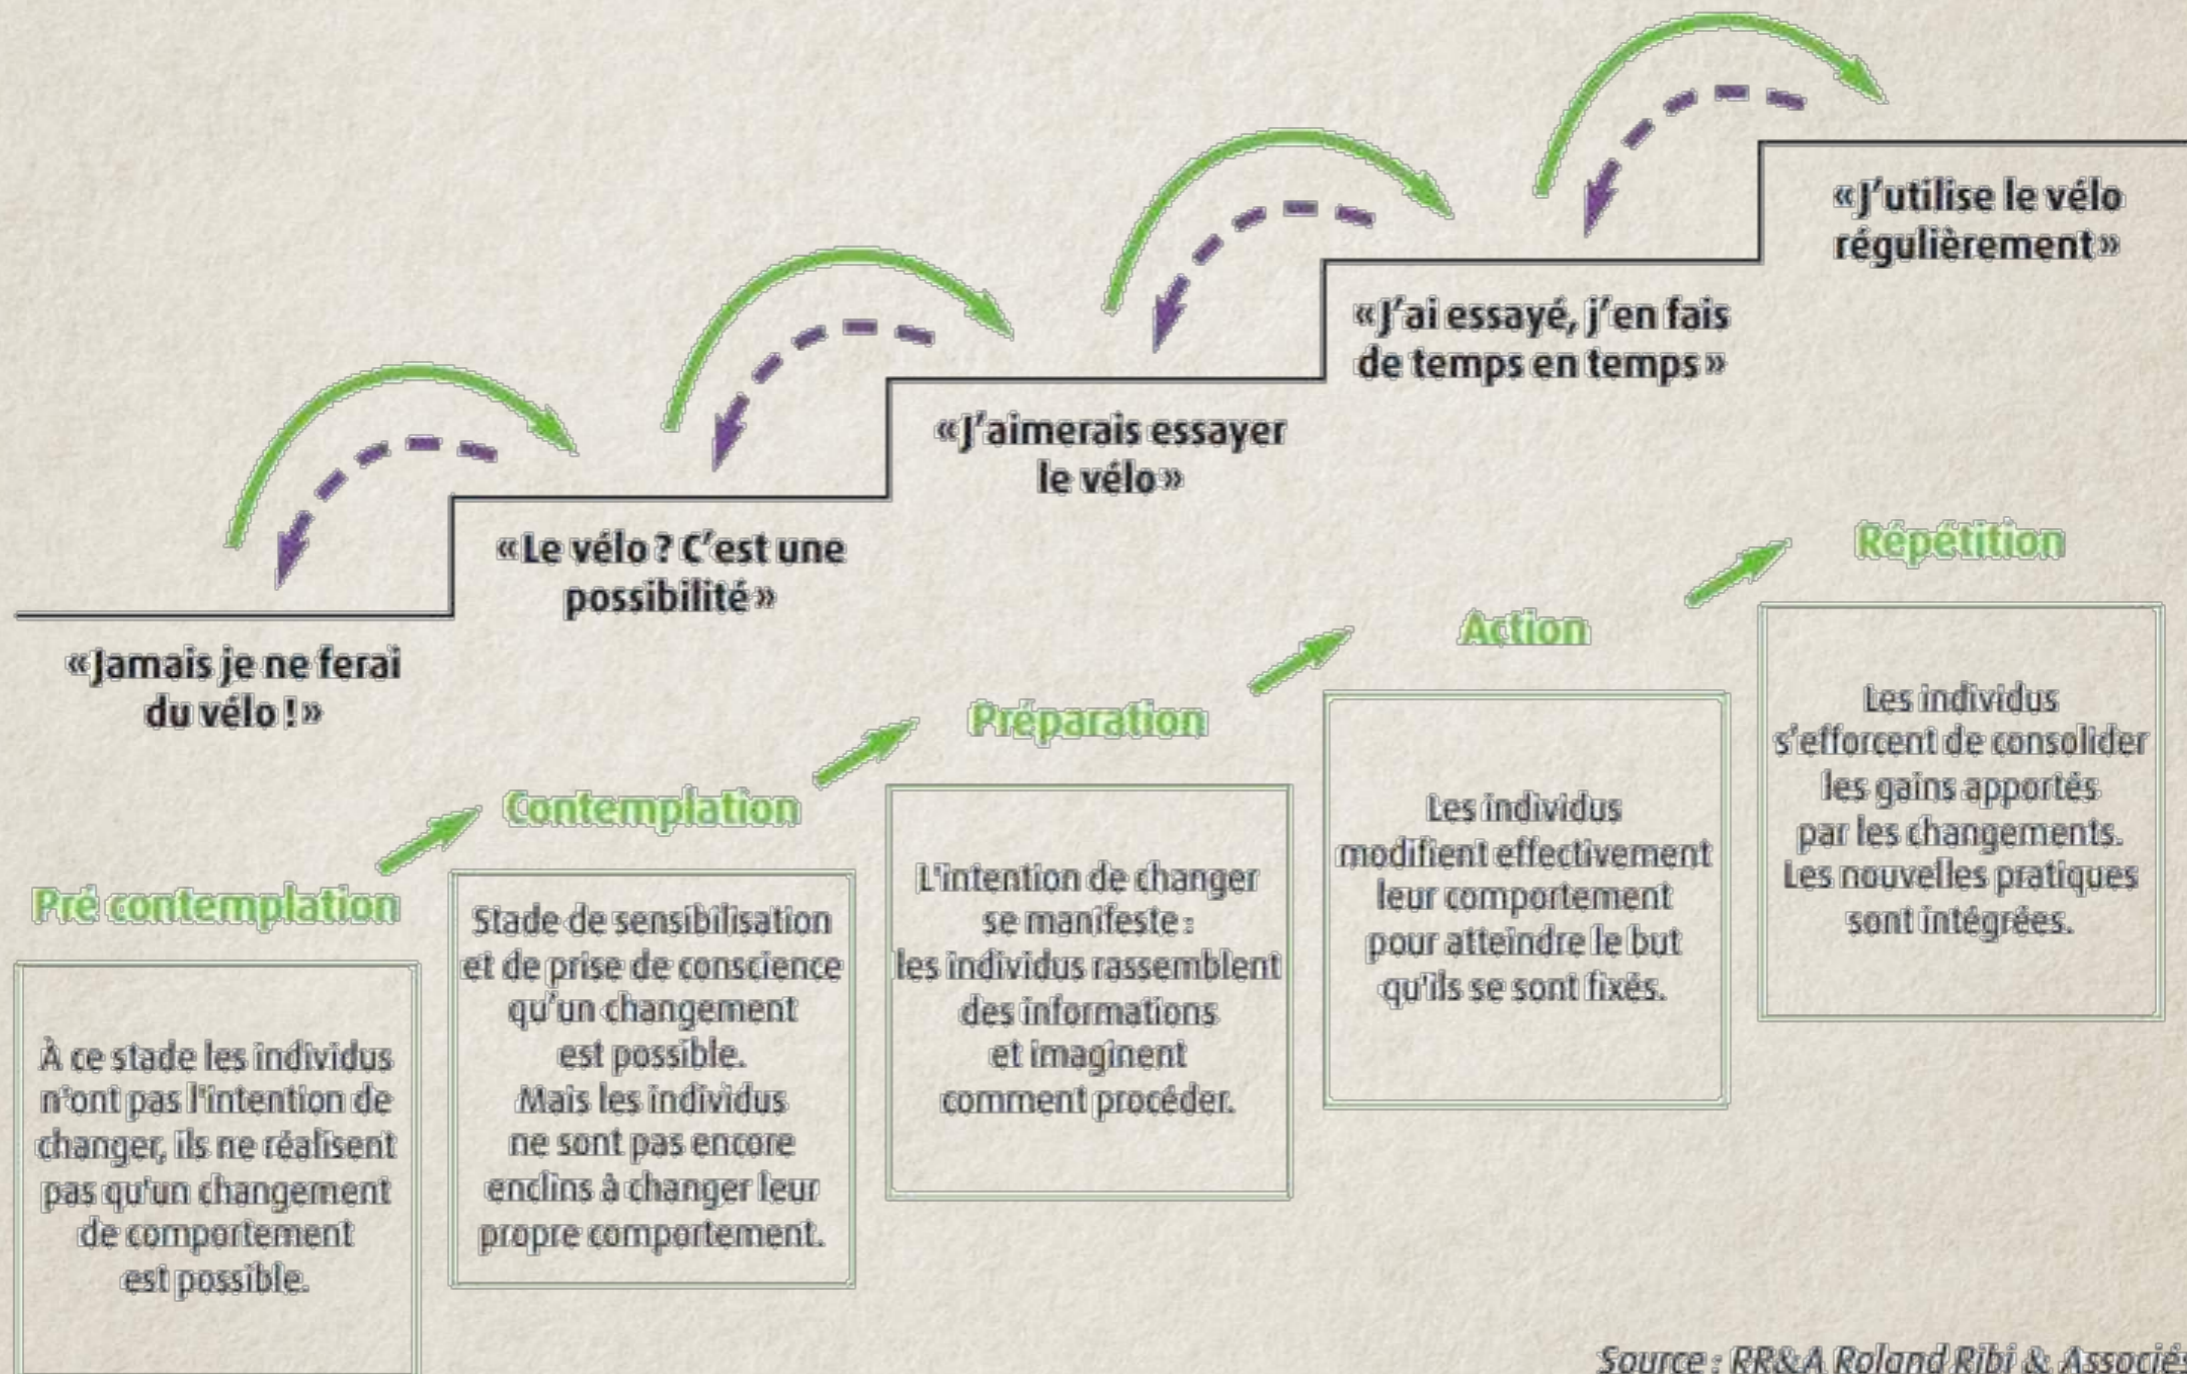 «J'utilise le vélo
régulièrement»
«J'ai essayé, j'en fais
de temps en temps»
«J'aimerais essayer
le vélo»
«Le vélo ? C'est une
possibilité»
«Jamais je ne ferai
du vélo !»
Pré contemplation
À ce stade les individus
n'ont pas l'intention de
changer, ils ne réalisent
pas qu'un changement
de comportement
est possible.
Contemplation
Stade de sensibilisation
et de prise de conscience
qu'un changement
est possible.
Mais les individus
ne sont pas encore
enclins à changer leur
propre comportement.
Préparation
L'intention de changer
se manifeste :
les individus rassemblent
des informations
et imaginent
comment procéder.
Action
Les individus
modifient effectivement
leur comportement
pour atteindre le but
qu'ils se sont fixés.
Répétition
Les individus
s'efforcent de consolider
les gains apportés
par les changements.
Les nouvelles pratiques
sont intégrées.
Source : RR&A Roland Ribi & Associés